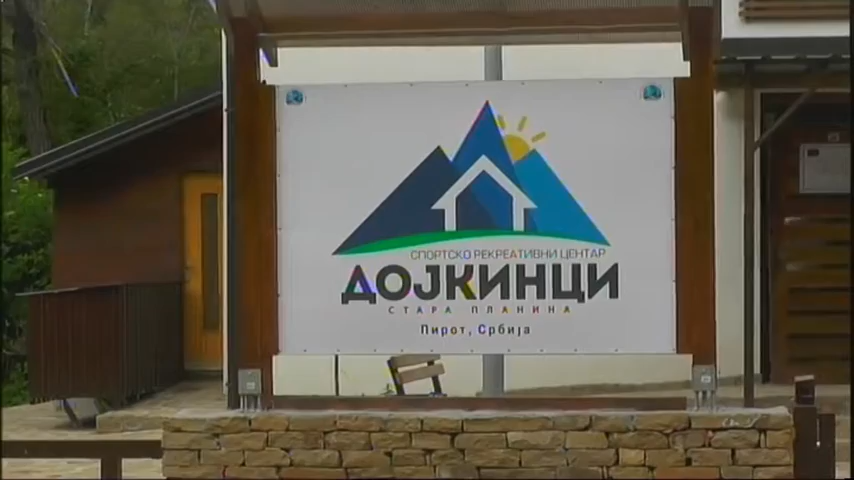 СПОРТСКО РЕКРЕАТИВНИ ЦЕНТАР
ДОЈКИНЦИ
СТАРА ПЛАНИНА
Пирот, Србија